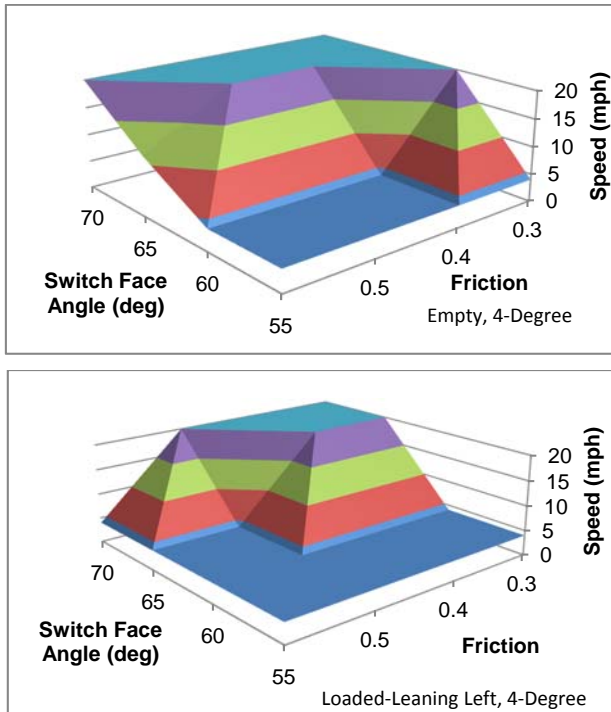 20
15
10
5
0
Speed (mph)
70
65
60
55
Switch Face
Angle (deg)
0.5
0.4
0.3
Friction
Empty, 4-Degree
20
15
10
5
0
Speed (mph)
70
65
60
55
Switch Face
Angle (deg)
0.5
0.4
0.3
Friction
Loaded-Leaning Left, 4-Degree